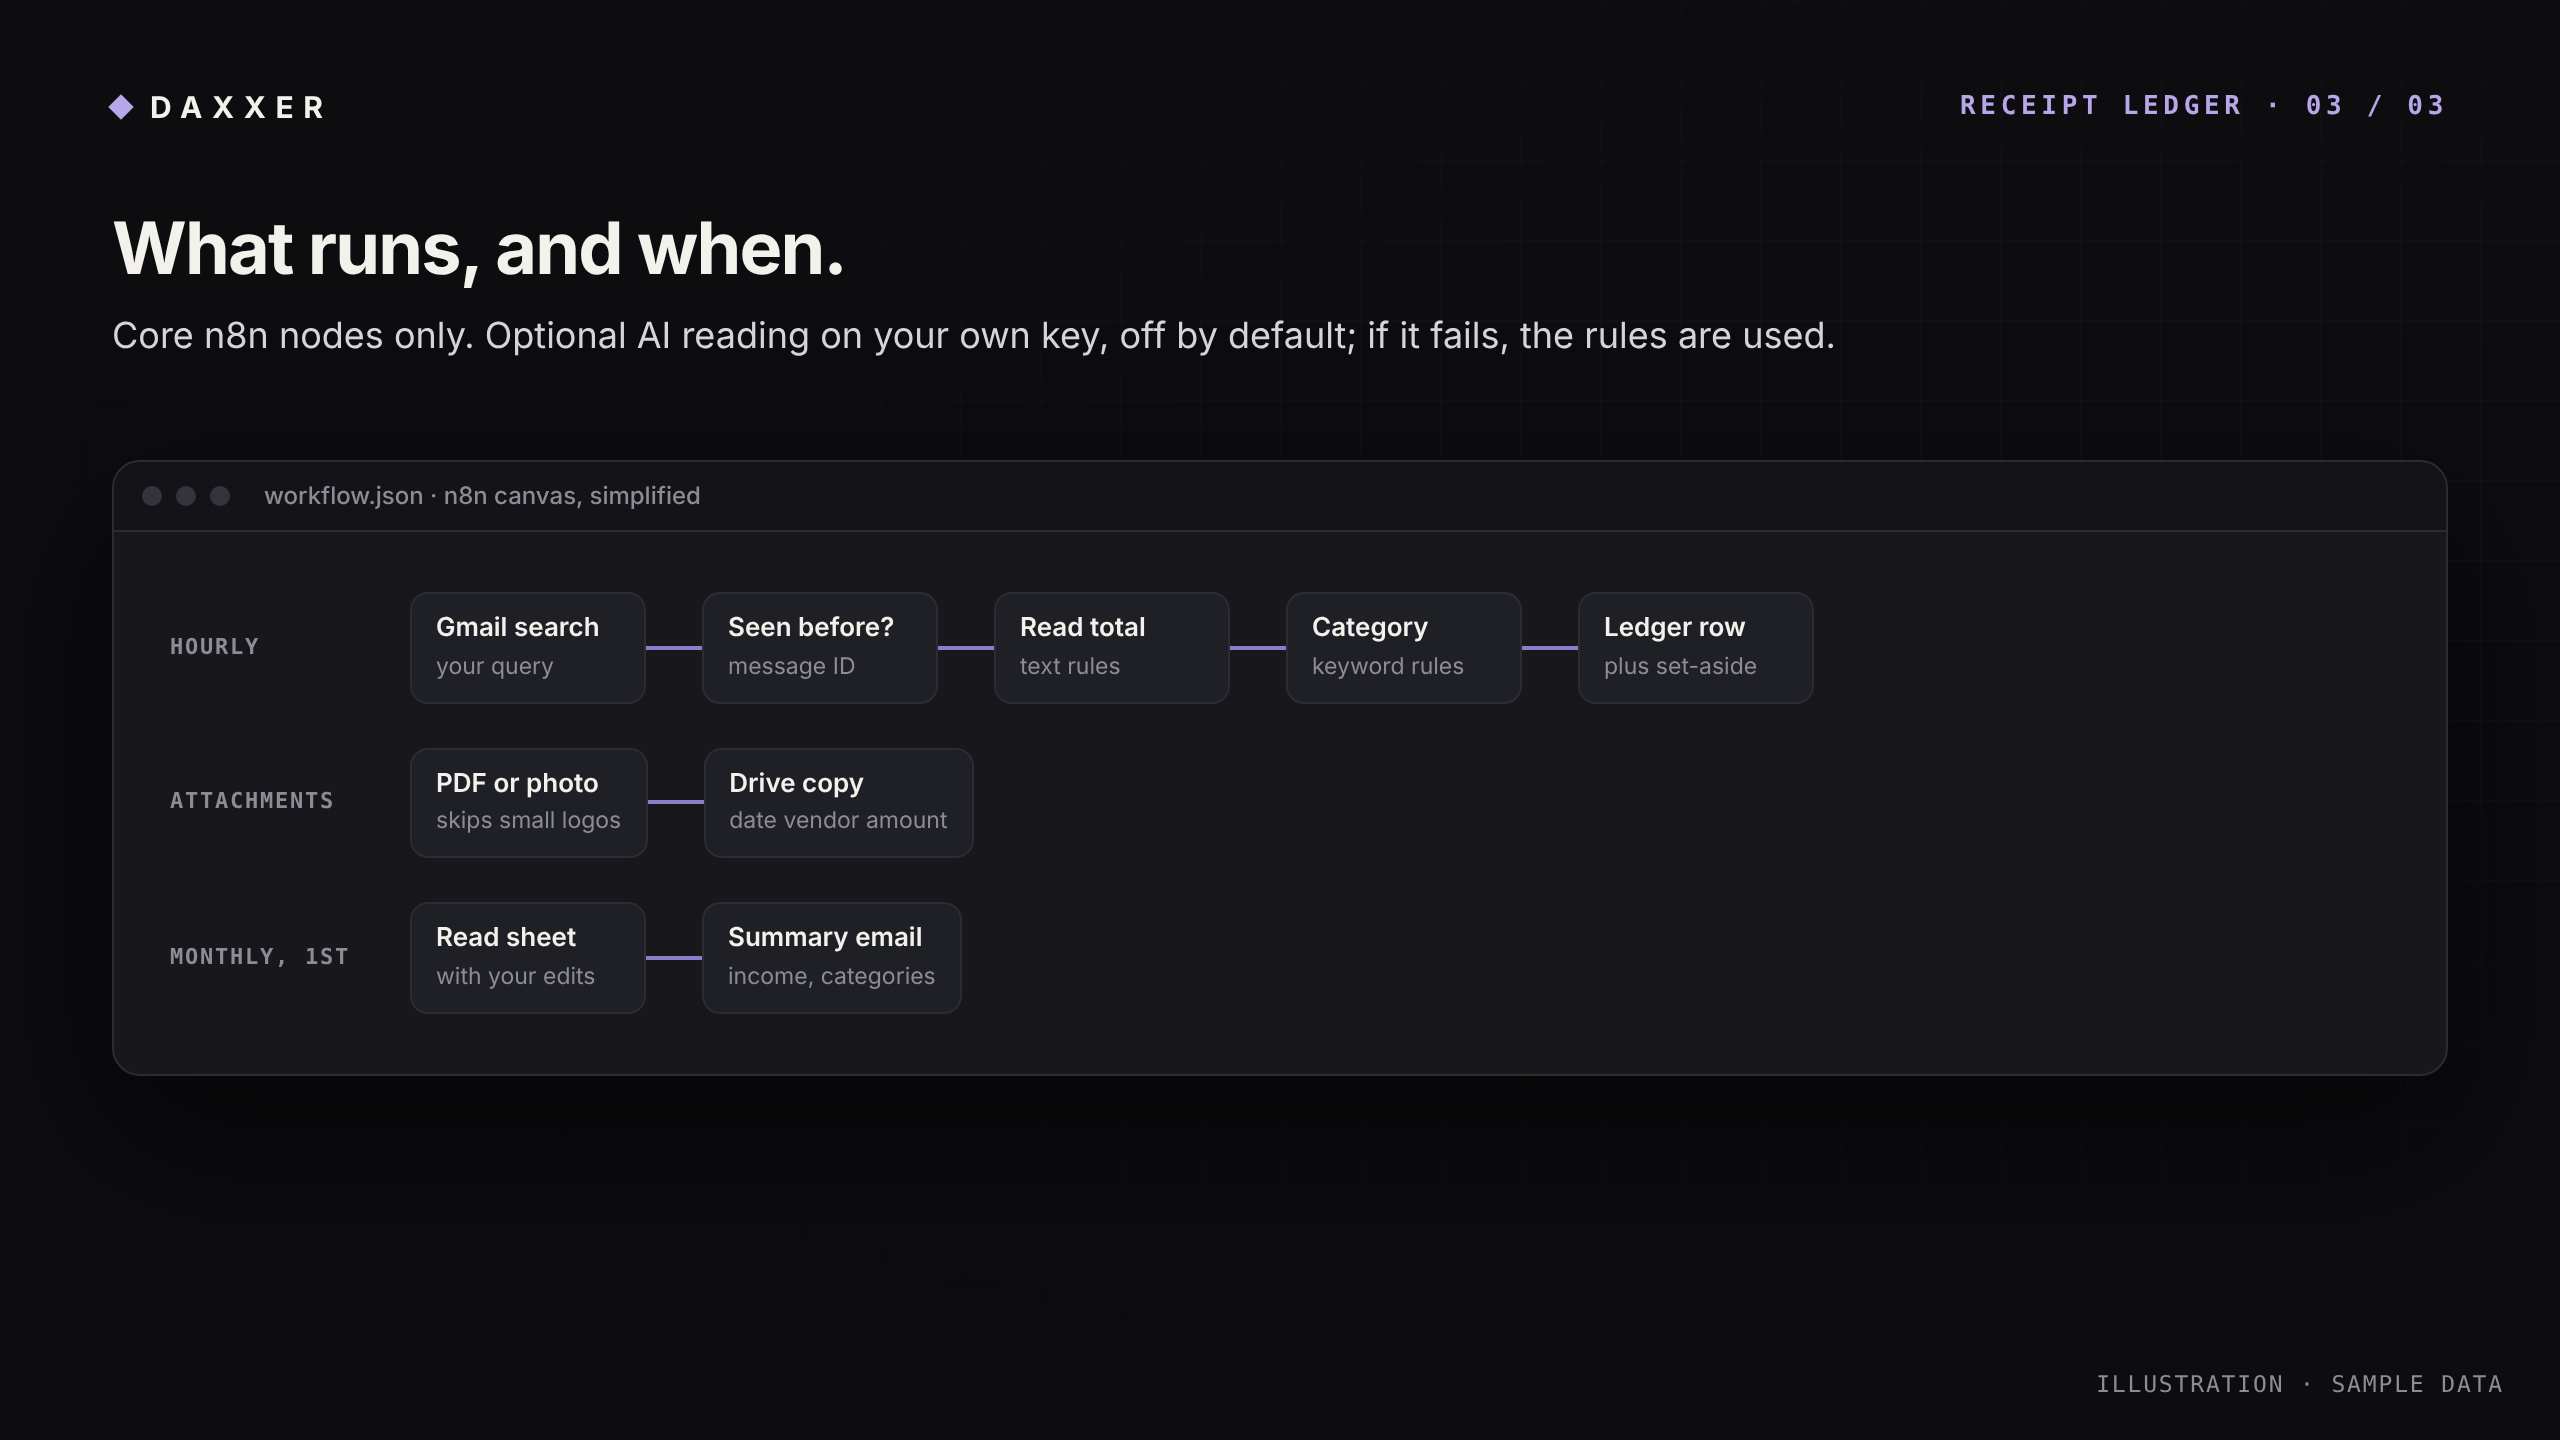 DAXXER
RECEIPT LEDGER · 03 / 03
What runs, and when.
Core n8n nodes only. Optional AI reading on your own key, off by default; if it fails, the rules are used.
workflow.json · n8n canvas, simplified
HOURLY
Gmail search
your query
Seen before?
message ID
Read total
text rules
Category
keyword rules
Ledger row
plus set-aside
ATTACHMENTS
PDF or photo
skips small logos
Drive copy
date vendor amount
MONTHLY, 1ST
Read sheet
with your edits
Summary email
income, categories
ILLUSTRATION · SAMPLE DATA